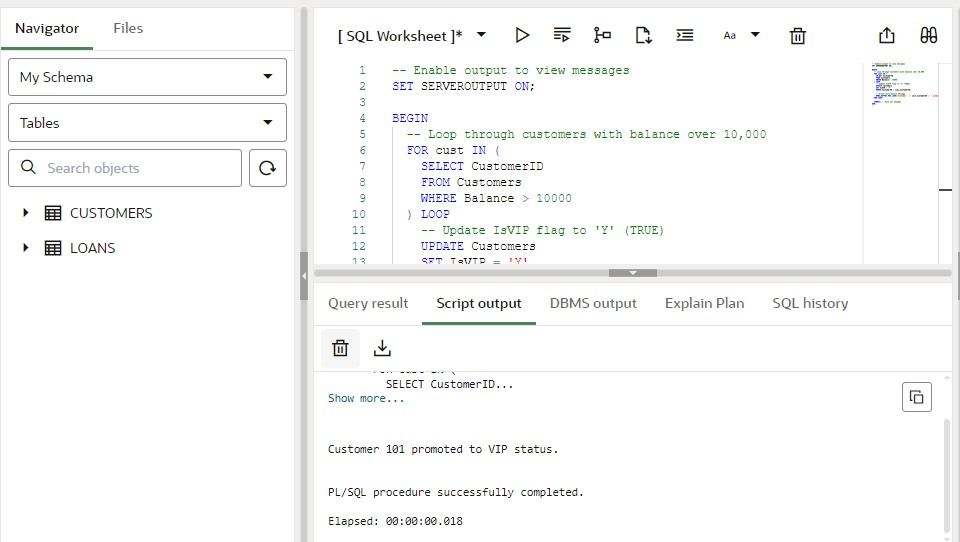 Navigator Files
My Schema
Tables
Search objects
CUSTOMERS
LOANS
[ SQL Worksheet ]*
Aa
1 -- Enable output to view messages
2 SET SERVEROUTPUT ON;
3
4 BEGIN
5 -- Loop through customers with balance over 10,000
6 FOR cust IN (
7 SELECT CustomerID
8 FROM Customers
9 WHERE Balance > 10000
10 ) LOOP
11 -- Update IsVIP flag to 'Y' (TRUE)
12 UPDATE Customers
13 SET IsVIP = 'Y'
Query result Script output DBMS output Explain Plan SQL history
SELECT CustomerID...
Show more...
Customer 101 promoted to VIP status.
PL/SQL procedure successfully completed.
Elapsed: 00:00:00.018